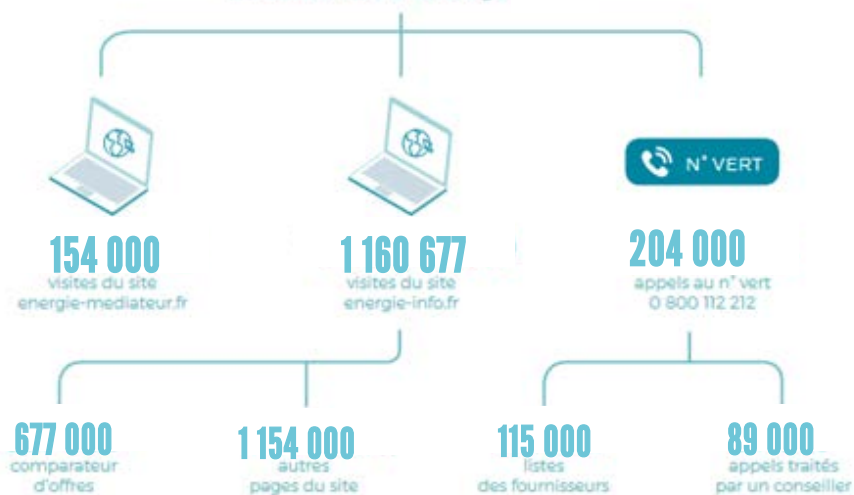 N° VERT
154 000
visites du site
energie-mediateur.fr
1 160 677
visites du site
energie-info.fr
204 000
appels au n° vert
0 800 112 212
677 000
comparateur
d'offres
1 154 000
autres
pages du site
115 000
listes
des fournisseurs
89 000
appels traités
par un conseiller